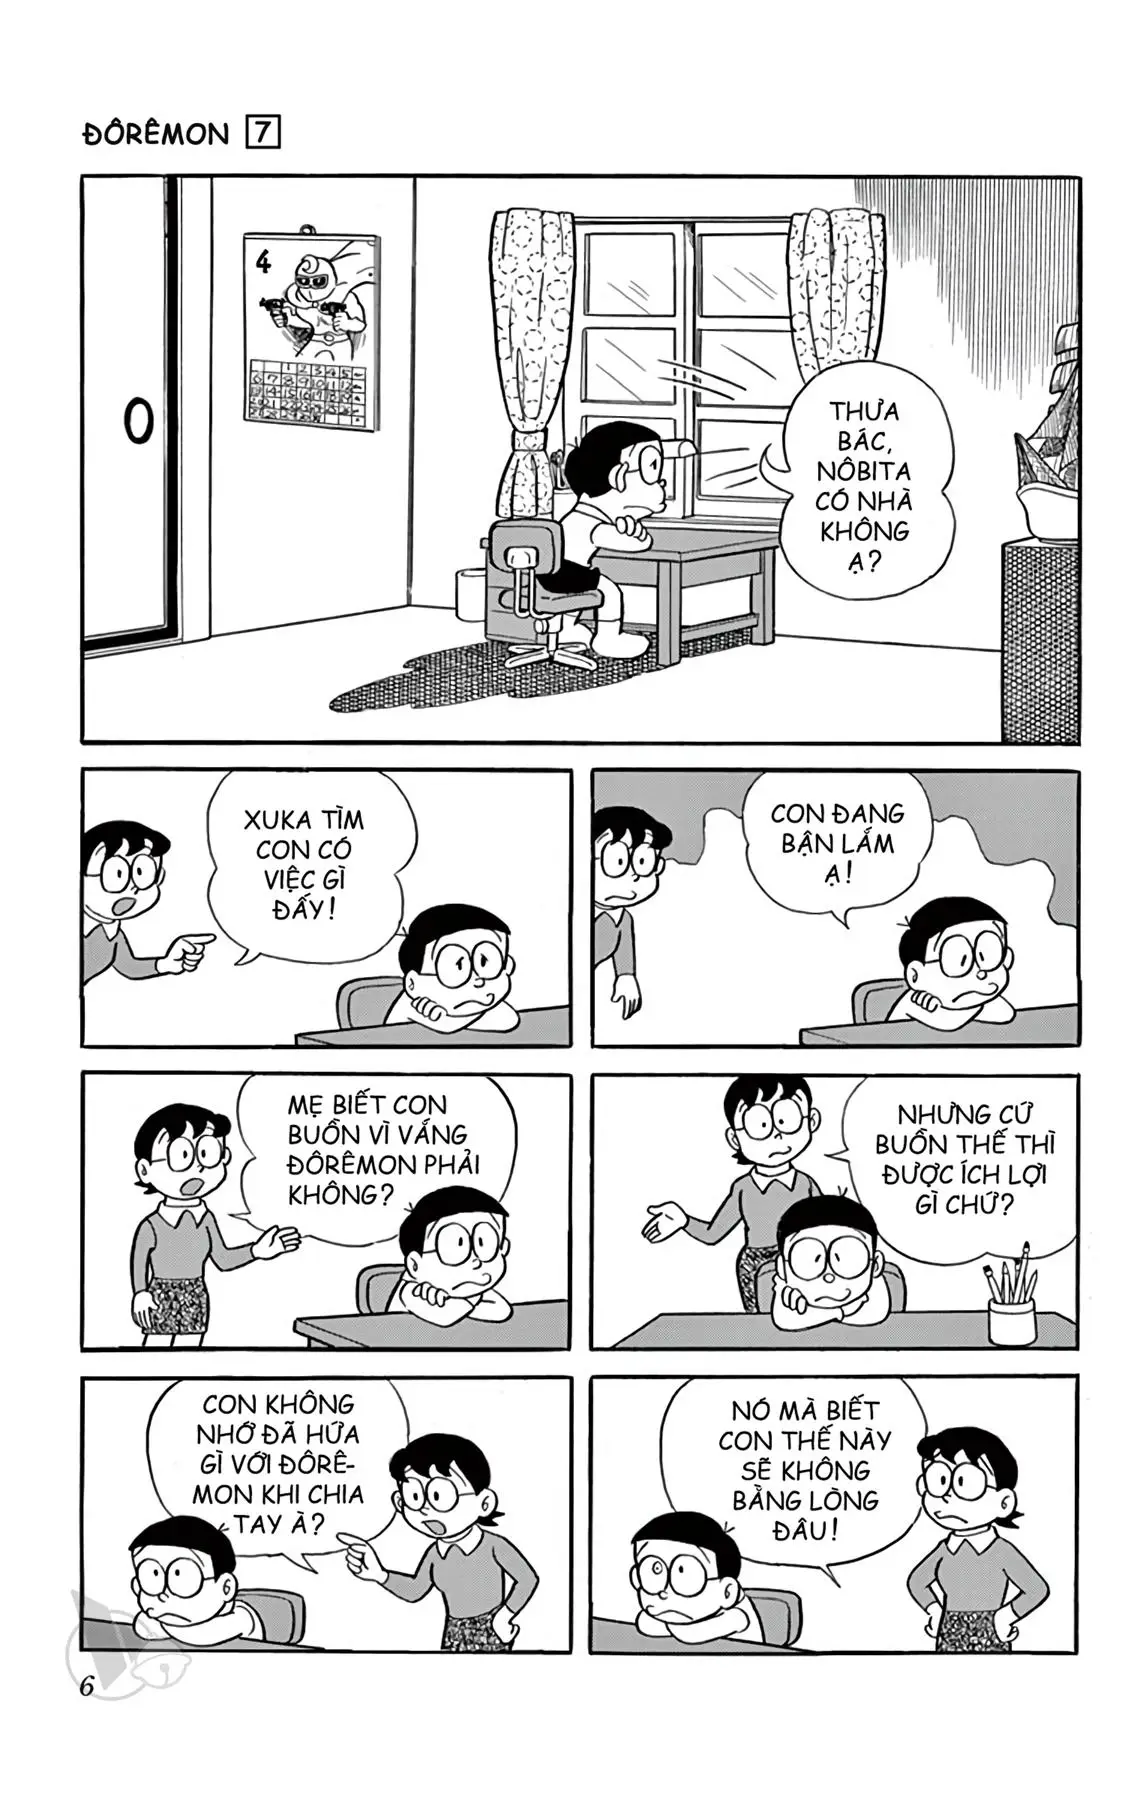 ĐÔRÊMON 7
4
THƯA
BÁC,
NÔBITA
CÓ NHÀ
KHÔNG
Ạ?
XUKA TÌM
CON CÓ
VIỆC GÌ
ĐẤY!
CON ĐANG
BẬN LẮM
Ạ!
MẸ BIẾT CON
BUỒN VÌ VẮNG
ĐÔRÊMON PHẢI
KHÔNG?
NHƯNG CỨ
BUỒN THẾ THÌ
ĐƯỢC ÍCH LỢI
GÌ CHỨ?
CON KHÔNG
NHỚ ĐÃ HỨA
GÌ VỚI ĐÔRÊ-
MON KHI CHIA
TAY À?
NÓ MÀ BIẾT
CON THẾ NÀY
SẼ KHÔNG
BẰNG LÒNG
ĐÂU!
6